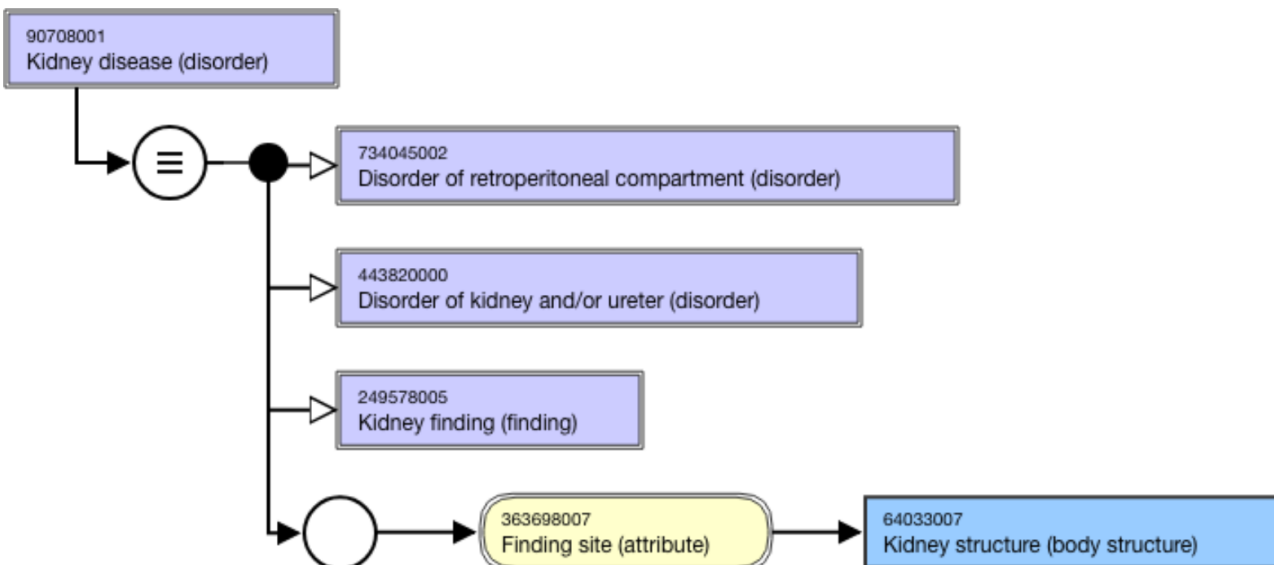 90708001
Kidney disease (disorder)
734045002
Disorder of retroperitoneal compartment (disorder)
443820000
Disorder of kidney and/or ureter (disorder)
249578005
Kidney finding (finding)
363698007
Finding site (attribute)
64033007
Kidney structure (body structure)